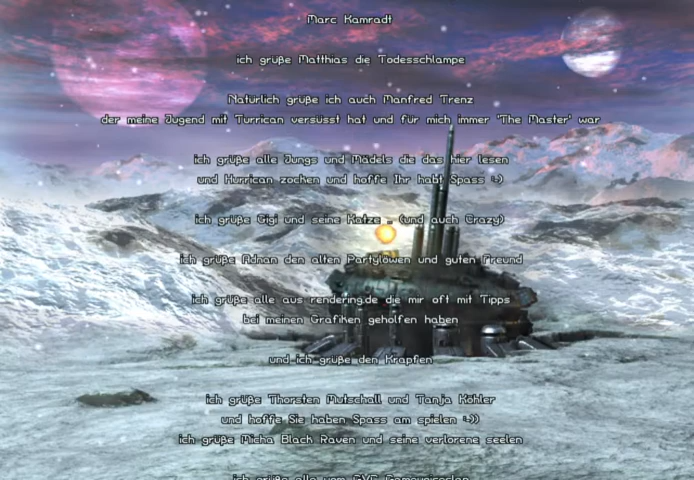 Marc Kamradt
ich grüße Matthias die Todesschlampe
Natürlich grüße ich auch Manfred Trenz
der meine Jugend mit Turrican versüsst hat und für mich immer 'The Master' war
ich grüße alle Jungs und Mädels die das hier lesen
und Hurrican zocken und hoffe Ihr habt Spass :-)
ich grüße Gigi und seine Katze .. (und auch Crazy)
ich grüße Adnan den alten Partylöwen und guten Freund
ich grüße alle aus rendering.de die mir oft mit Tipps
bei meinen Grafiken geholfen haben
und ich grüße den Krapfen
ich grüße Thorsten Mutschall und Tanja Köhler
und hoffe Sie haben Spass am spielen :-))
ich grüße Micha Black Raven und seine verlorene seelen
ich grüße alle vom